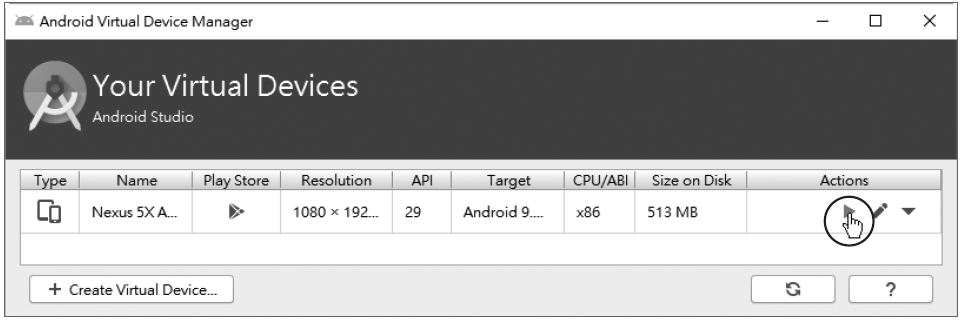 Android Virtual Device Manager
Your Virtual Devices
Android Studio
Type Name Play Store Resolution API Target CPU/ABI Size on Disk Actions
Nexus 5X A... 1080 × 192... 29 Android 9.... x86 513 MB
+ Create Virtual Device... ?